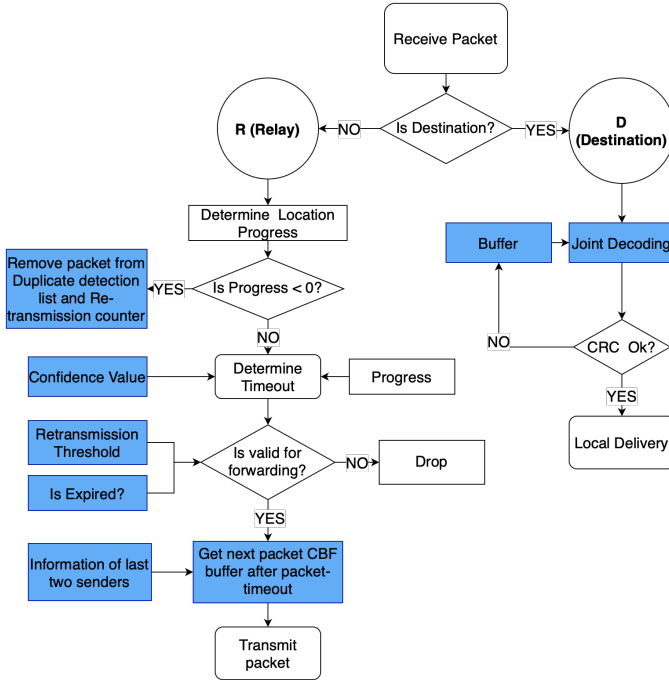 Receive Packet
R (Relay)
NO
Is Destination?
YES
D
(Destination)
Determine Location
Progress
Buffer
Joint Decoding
Remove packet from
Duplicate detection
list and Re-
transmission counter
YES
Is Progress < 0?
NO
NO
CRC Ok?
YES
Confidence Value
Determine
Timeout
Progress
Local Delivery
Retransmission
Threshold
Is Expired?
Is valid for
forwarding?
NO
Drop
YES
Information of last
two senders
Get next packet CBF
buffer after packet-
timeout
Transmit
packet